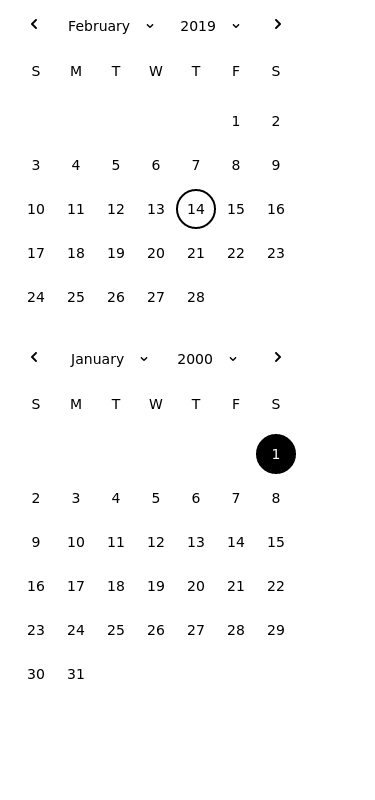 February 2019
S M T W T F S
1 2
3 4 5 6 7 8 9
10 11 12 13 14 15 16
17 18 19 20 21 22 23
24 25 26 27 28
January 2000
S M T W T F S
1
2 3 4 5 6 7 8
9 10 11 12 13 14 15
16 17 18 19 20 21 22
23 24 25 26 27 28 29
30 31